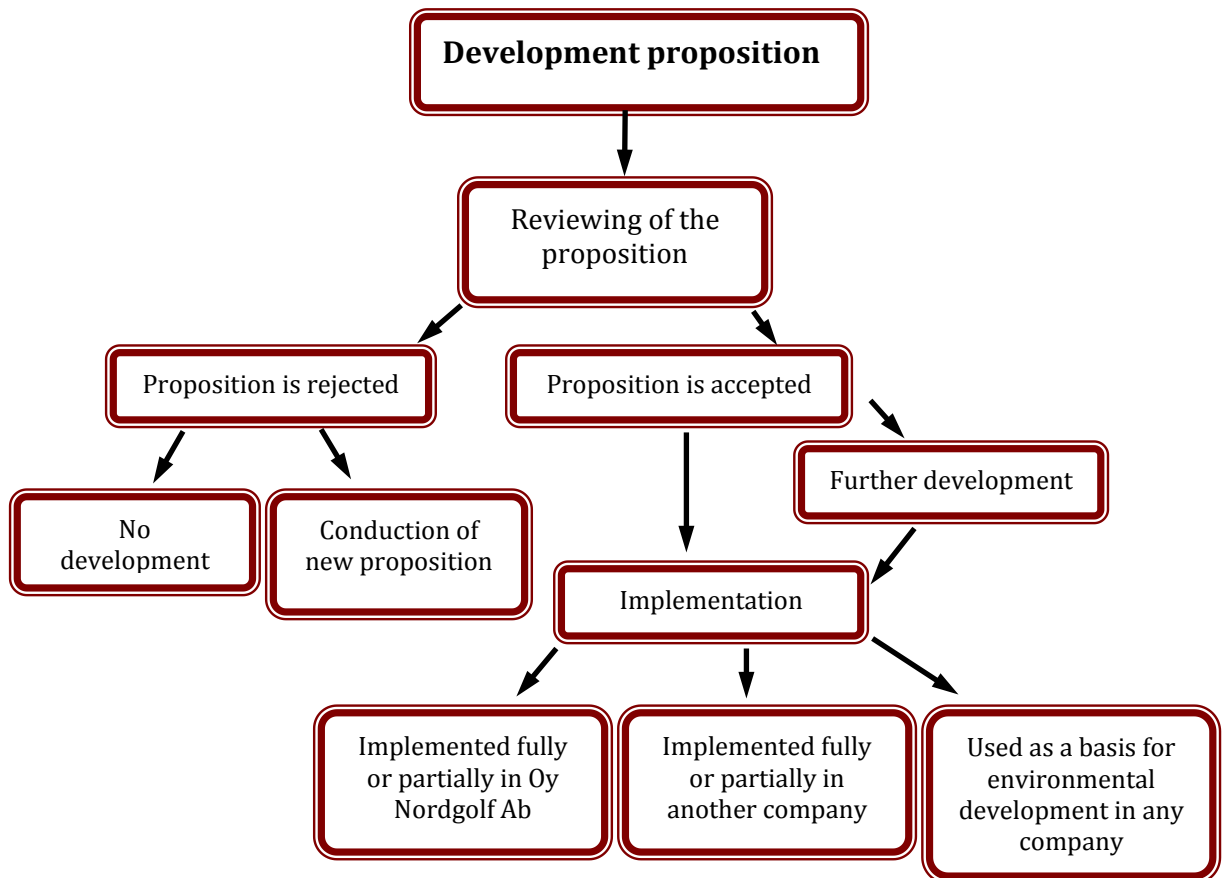 Development proposition
Reviewing of the
proposition
Proposition is rejected
Proposition is accepted
Further development
No
development
Conduction of
new proposition
Implementation
Implemented fully
or partially in Oy
Nordgolf Ab
Implemented fully
or partially in
another company
Used as a basis for
environmental
development in any
company